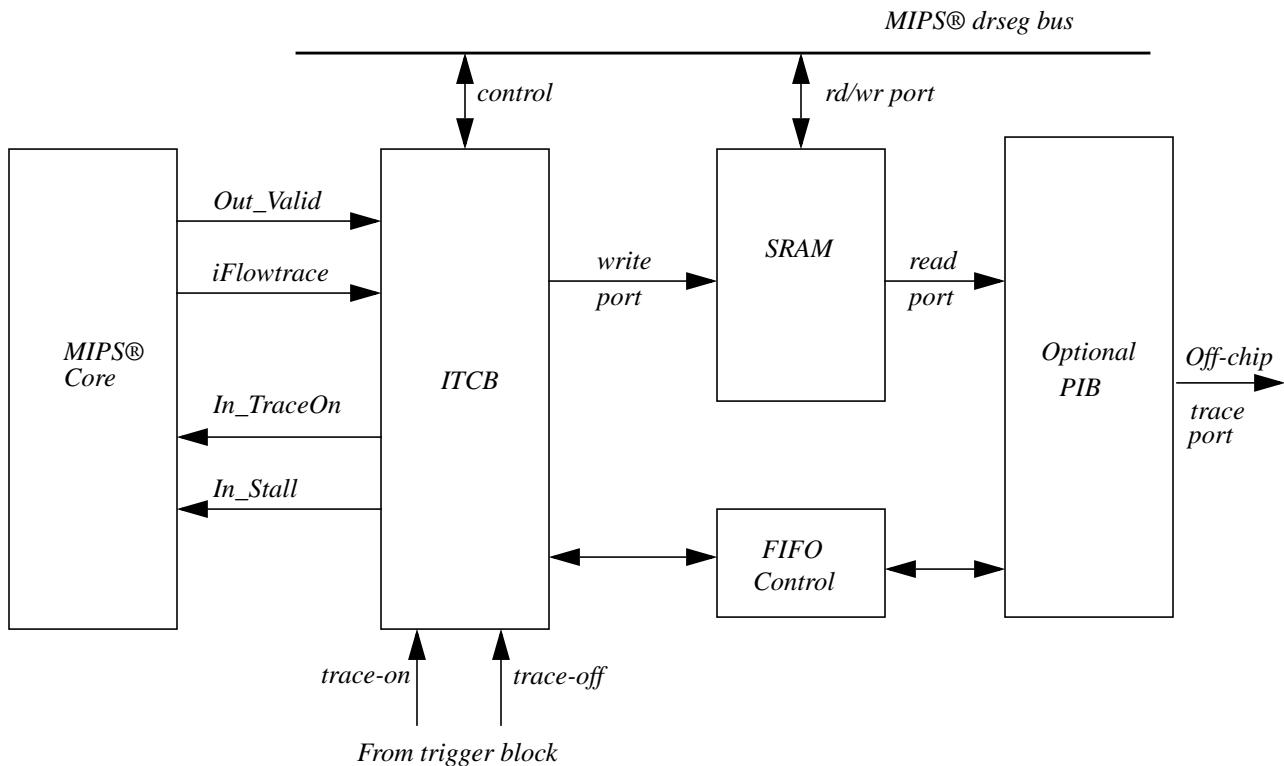 MIPS® drseg bus
control
rd/wr port
Out_Valid
iFlowtrace
MIPS®
Core
In_TraceOn
In_Stall
ITCB
write
port
SRAM
read
port
Optional
PIB
Off-chip
trace
port
FIFO
Control
trace-on
trace-off
From trigger block